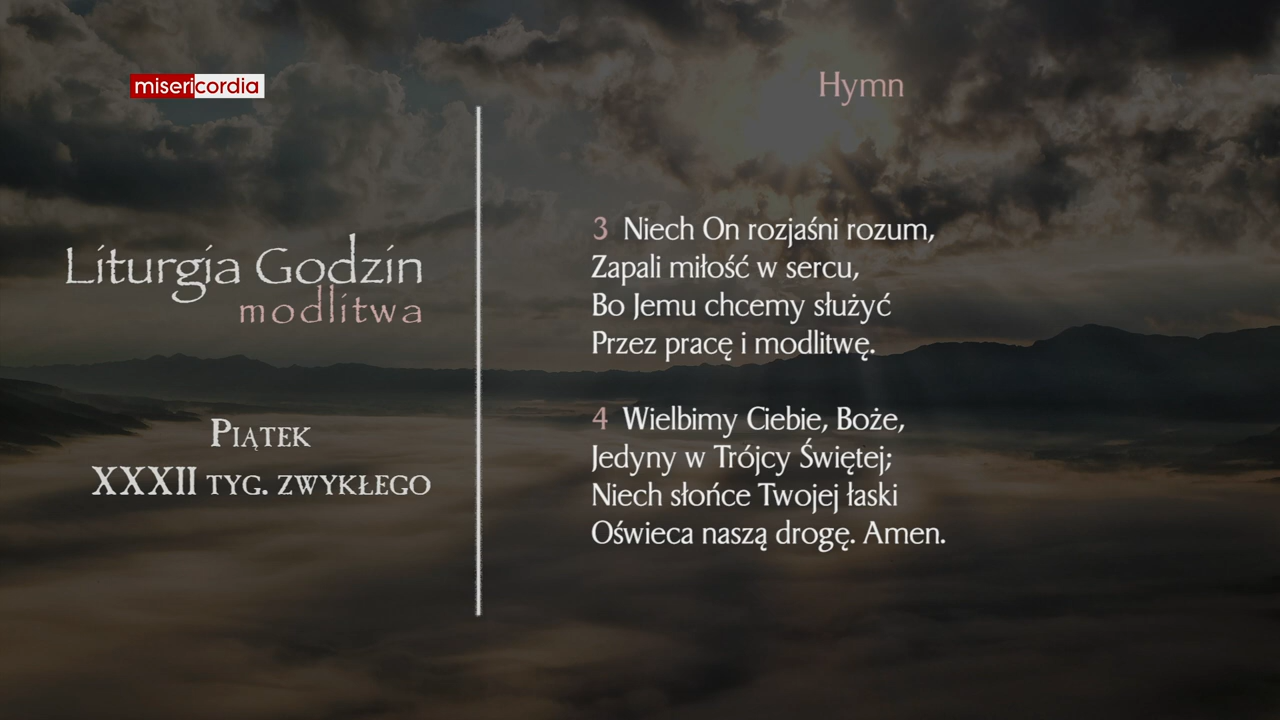 misericordia
Liturgia Godzin
modlitwa
Piątek
XXXII tyg. zwykłego
Hymn
3 Niech On rozjaśni rozum,
Zapali miłość w sercu,
Bo Jemu chcemy służyć
Przez pracę i modlitwę.
4 Wielbimy Ciebie, Boże,
Jedyny w Trójcy Świętej;
Niech słońce Twojej łaski
Oświeca naszą drogę. Amen.